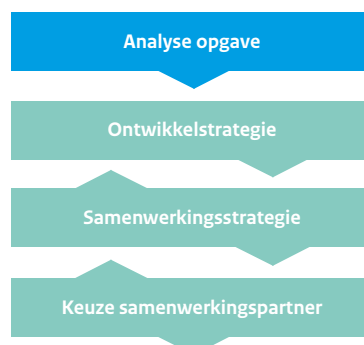 Analyse opgave
Ontwikkelstrategie
Samenwerkingsstrategie
Keuze samenwerkingspartner